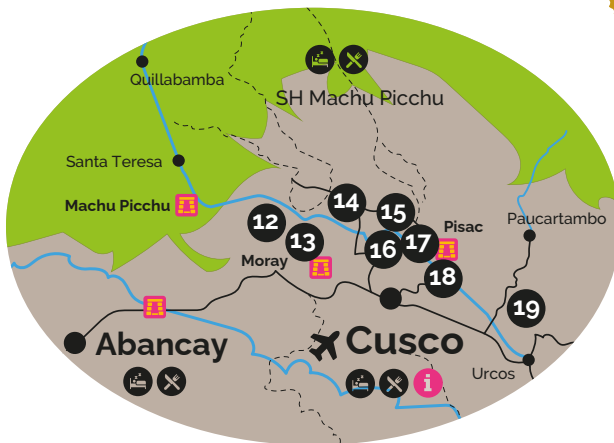 Quillabamba
SH Machu Picchu
Santa Teresa
Machu Picchu
14
15
12
13
16
17
Pisac
Paucartambo
Moray
18
19
Abancay
Cusco
i
Urcos